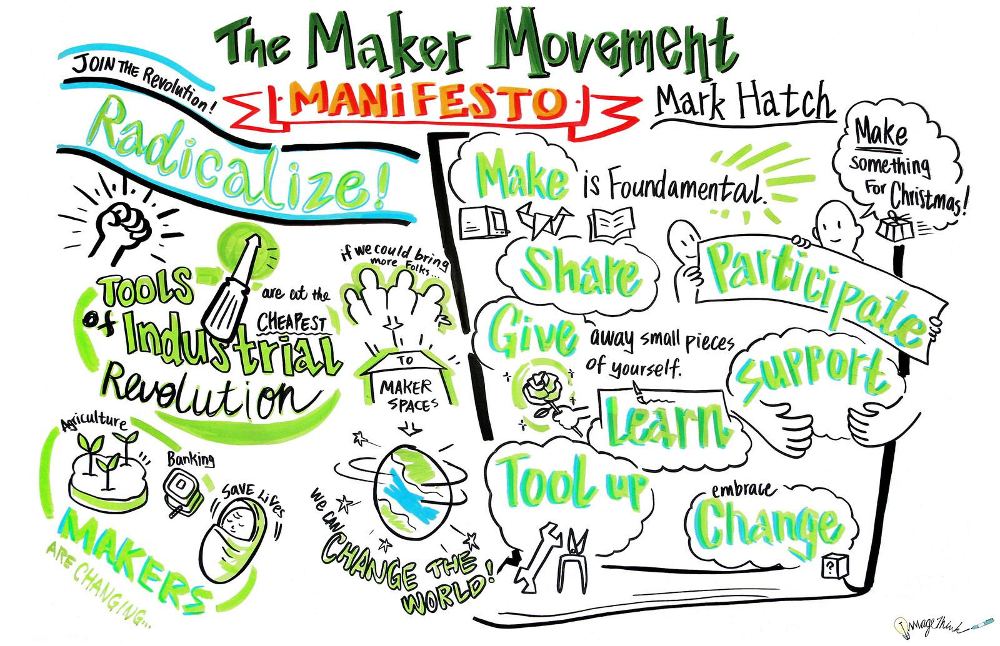 The Maker Movement
MANiFESTO
Mark Hatch
JOIN THE Revolution!
Radicalize!
TOOLS
of Industrial
Revolution
are at the
CHEAPEST
if we could bring
more Folks...
TO
MAKER
SPACES
we can
CHANGE THE
WORLD!
Agriculture
Banking
SAVE LiVes
MAKERS
ARE CHANGING...
Make is Foundamental.
Share
Give away small pieces
of yourself.
Learn
Tool up
Make
something
For Christmas!
Participate
support
embrace
Change
?
ImageThink